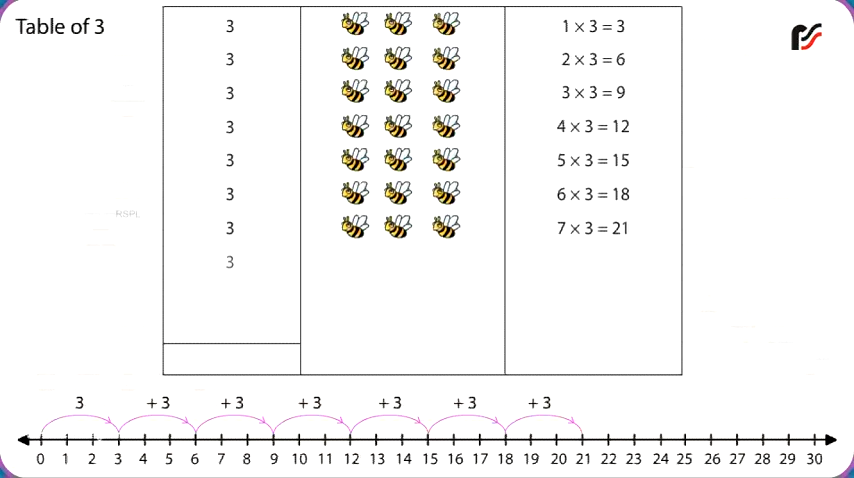 Table of 3
3 1 × 3 = 3
3 2 × 3 = 6
3 3 × 3 = 9
3 4 × 3 = 12
3 5 × 3 = 15
3 6 × 3 = 18
3 7 × 3 = 21
3
RSPL
3 +3 +3 +3 +3 +3 +3
0 1 2 3 4 5 6 7 8 9 10 11 12 13 14 15 16 17 18 19 20 21 22 23 24 25 26 27 28 29 30